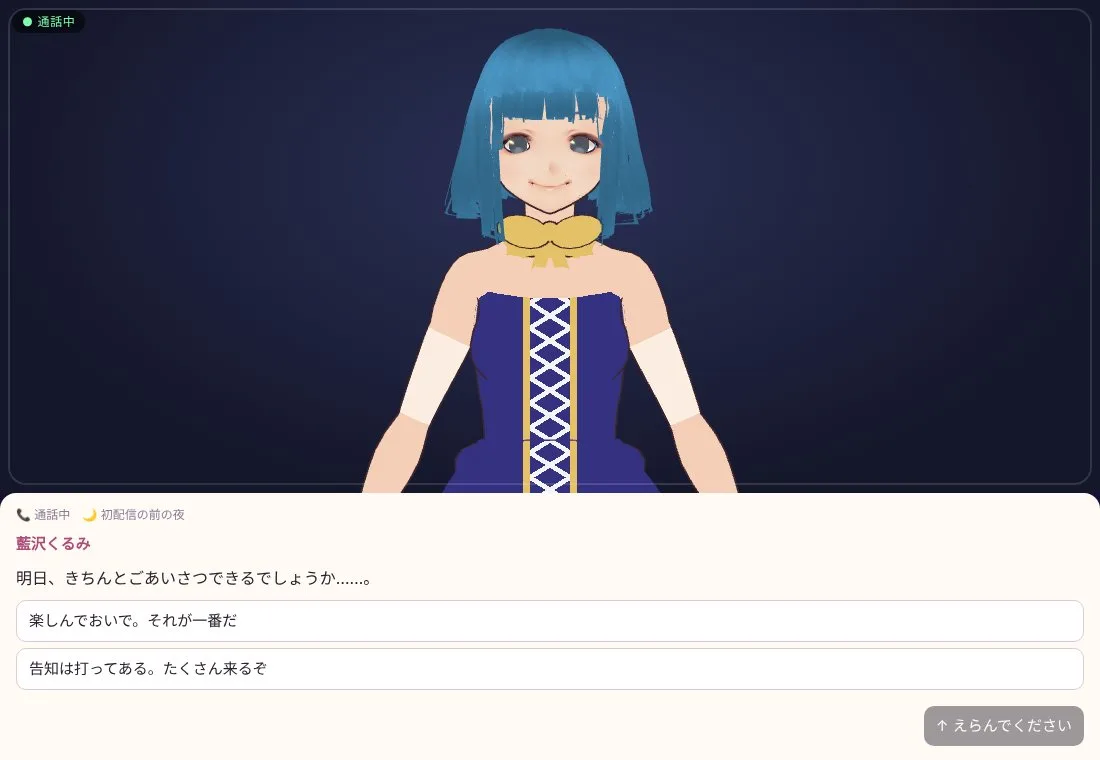 通話中
📞 通話中 🌙 初配信の前の夜
藍沢くるみ
明日、きちんとごあいさつできるでしょうか……。
楽しんでおいで。それが一番だ
告知は打ってある。たくさん来るぞ
↑ えらんでください